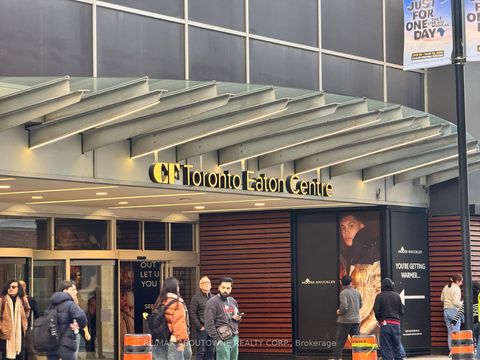 JUST FOR
ONE
DAY
CF Toronto Eaton Centre
MOOSE KNUCKLES
MOOSE KNUCKLES
YOU'RE
GETTING
WARMER.
OUT
LET U
RE/MAX ABOUTOWNE REALTY CORP., Brokerage